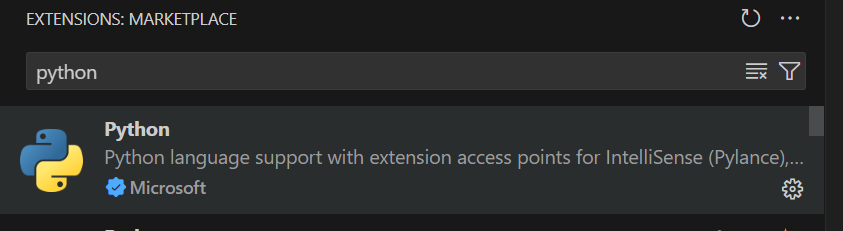 EXTENSIONS: MARKETPLACE
python
Python
Python language support with extension access points for IntelliSense (Pylance),...
Microsoft